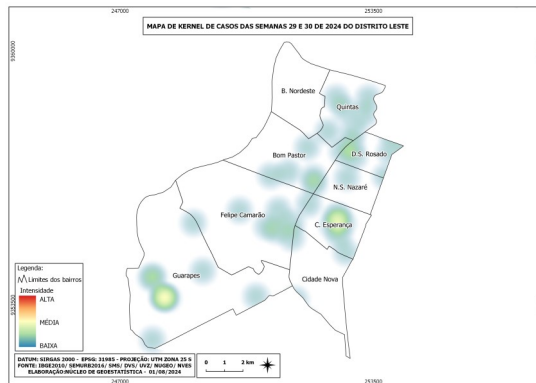 247000
253500
MAPA DE KERNEL DE CASOS DAS SEMANAS 29 E 30 DE 2024 DO DISTRITO LESTE
9360000
B. Nordeste
Quintas
Bom Pastor
D.S. Rosado
N.S. Nazaré
Felipe Camarão
C. Esperança
Guarapes
Cidade Nova
Legenda:
Limites dos bairros
Intensidade
ALTA
MÉDIA
BAIXA
9353500
DATUM: SIRGAS 2000 - EPSG: 31985 - PROJEÇÃO: UTM ZONA 25 S
FONTE: IBGE2010/ SEMURB2016/ SMS/ DVS/ UVZ/ NUGEO/ NVES
ELABORAÇÃO:NÚCLEO DE GEOSTATÍSTICA - 01/08/2024
0 1 2 km
247000
253500